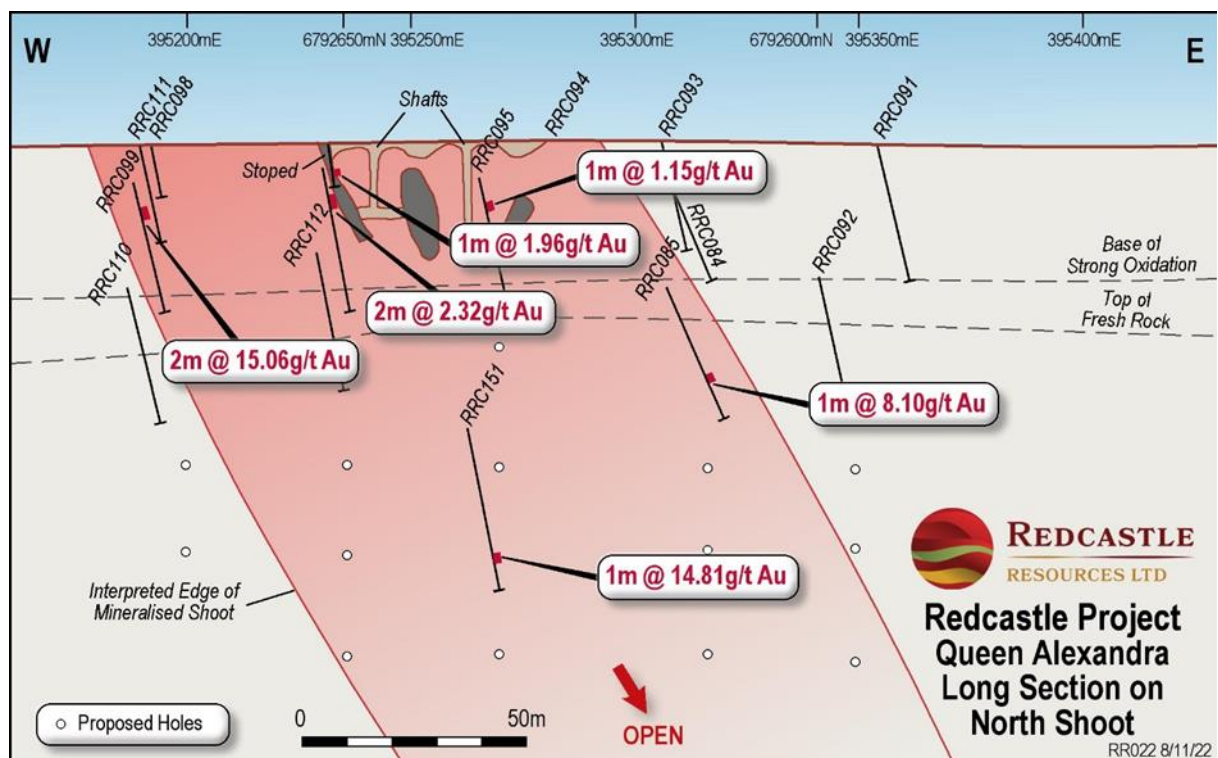 W
395200mE
6792650mN
395250mE
395300mE
6792600mN
395350mE
395400mE
E
RRC111
RRC098
Shafts
RRC095
RRC094
RRC093
RRC091
RRC099
Stoped
1m @ 1.15g/t Au
RRC110
RRC112
1m @ 1.96g/t Au
RRC085
RRC084
RRC092
Base of
Strong Oxidation
2m @ 2.32g/t Au
Top of
Fresh Rock
2m @ 15.06g/t Au
RRC151
1m @ 8.10g/t Au
1m @ 14.81g/t Au
Interpreted Edge of
Mineralised Shoot
REDCASTLE
RESOURCES LTD
Redcastle Project
Queen Alexandra
Long Section on
North Shoot
Proposed Holes
0
50m
OPEN
RR022 8/11/22